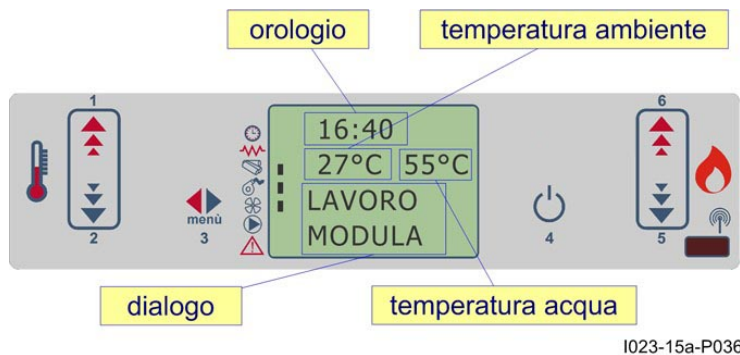 orologio
temperatura ambiente
1
6
16:40
27°C
55°C
LAVORO
MODULA
menù
2
3
4
5
dialogo
temperatura acqua
I023-15a-P036